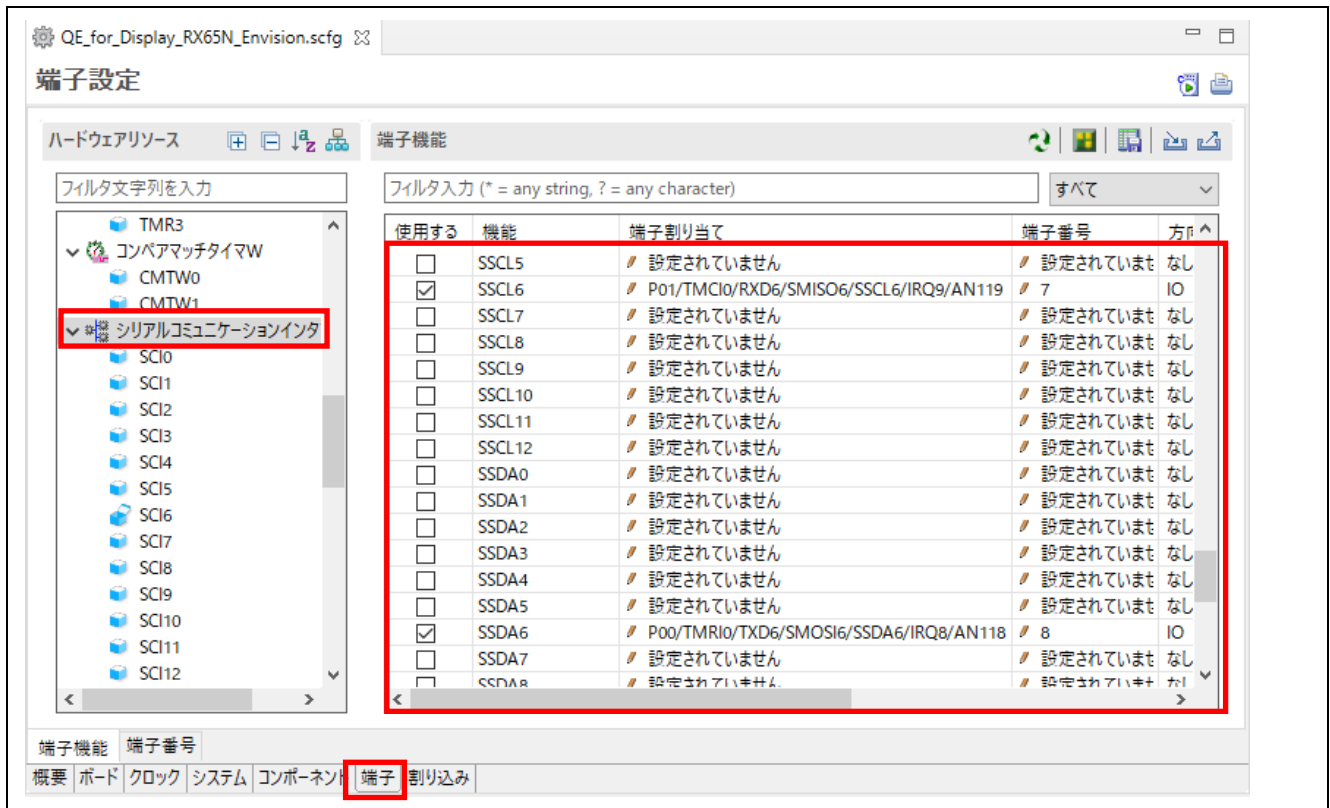 QE_for_Display_RX65N_Envision.scfg
端子設定
ハードウェアリソース
フィルタ文字列を入力
TMR3
コンペアマッチタイマW
CMTW0
CMTW1
シリアルコミュニケーションインタ
SCI0
SCI1
SCI2
SCI3
SCI4
SCI5
SCI6
SCI7
SCI8
SCI9
SCI10
SCI11
SCI12
端子機能
フィルタ入力 (* = any string, ? = any character)
すべて
使用する 機能 端子割り当て 端子番号 方向
SSCL5 設定されていません 設定されていませ なし
SSCL6 P01/TMCI0/RXD6/SMISO6/SSCL6/IRQ9/AN119 7 IO
SSCL7 設定されていません 設定されていませ なし
SSCL8 設定されていません 設定されていませ なし
SSCL9 設定されていません 設定されていませ なし
SSCL10 設定されていません 設定されていませ なし
SSCL11 設定されていません 設定されていませ なし
SSCL12 設定されていません 設定されていませ なし
SSDA0 設定されていません 設定されていませ なし
SSDA1 設定されていません 設定されていませ なし
SSDA2 設定されていません 設定されていませ なし
SSDA3 設定されていません 設定されていませ なし
SSDA4 設定されていません 設定されていませ なし
SSDA5 設定されていません 設定されていませ なし
SSDA6 P00/TMRI0/TXD6/SMOSI6/SSDA6/IRQ8/AN118 8 IO
SSDA7 設定されていません 設定されていませ なし
SSDA8 設定されていません 設定されていませ なし
端子機能 端子番号
概要 ボード クロック システム コンポーネント 端子 割り込み